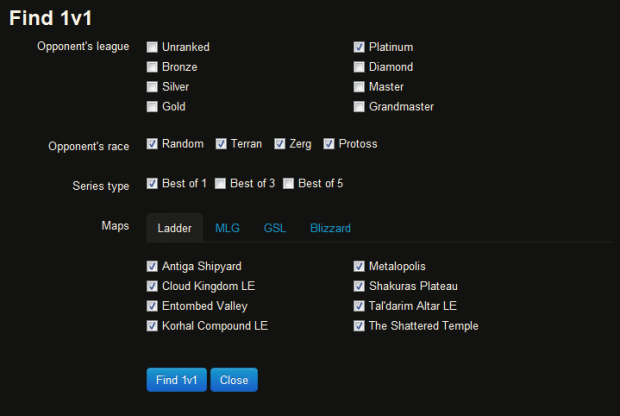 Find 1v1
Opponent's league
Unranked
Platinum
Bronze
Diamond
Silver
Master
Gold
Grandmaster
Opponent's race Random Terran Zerg Protoss
Series type Best of 1 Best of 3 Best of 5
Maps Ladder MLG GSL Blizzard
Antiga Shipyard
Metalopolis
Cloud Kingdom LE
Shakuras Plateau
Entombed Valley
Tal'darim Altar LE
Korhal Compound LE
The Shattered Temple
Find 1v1 Close